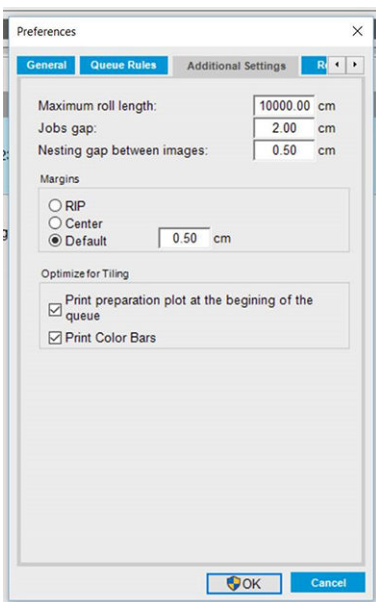 Preferences
General Queue Rules Additional Settings
Maximum roll length: 10000.00 cm
Jobs gap: 2.00 cm
Nesting gap between images: 0.50 cm
Margins
RIP
Center
Default 0.50 cm
Optimize for Tiling
Print preparation plot at the begining of the
queue
Print Color Bars
OK Cancel